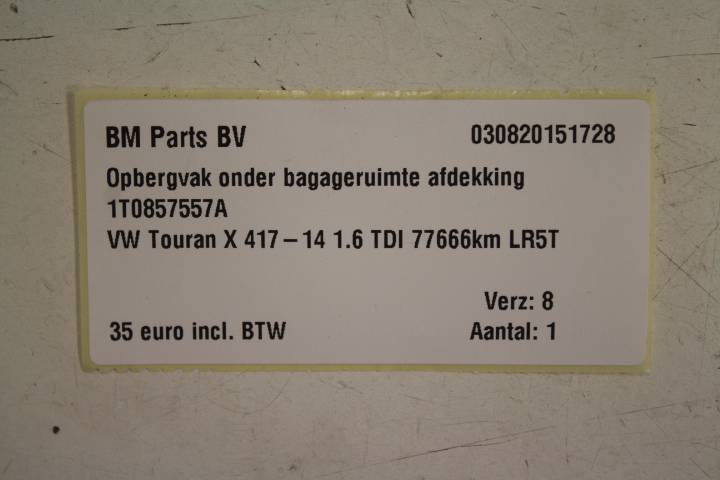 BM Parts BV 030820151728
Opbergvak onder bagageruimte afdekking
1T0857557A
VW Touran X 417 – 14 1.6 TDI 77666km LR5T
Verz: 8
35 euro incl. BTW Aantal: 1